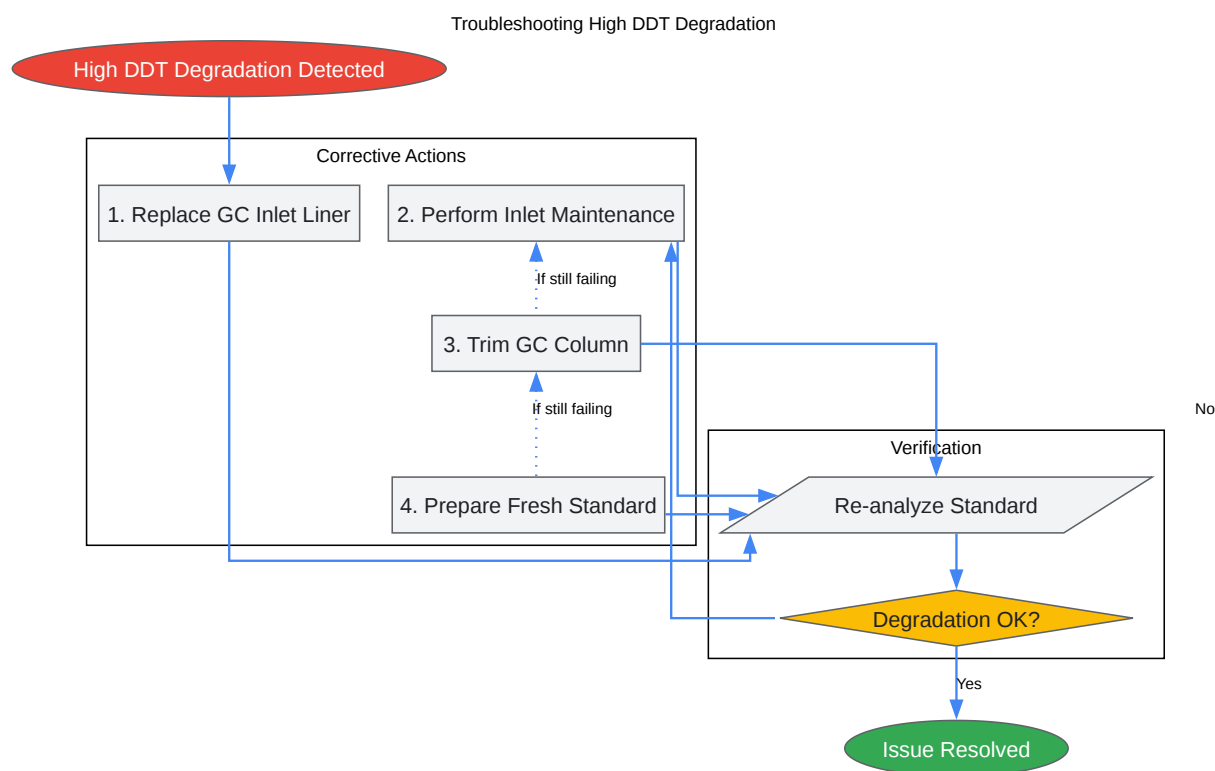 Troubleshooting High DDT Degradation
High DDT Degradation Detected
Corrective Actions
1. Replace GC Inlet Liner
2. Perform Inlet Maintenance
If still failing
3. Trim GC Column
If still failing
No
Verification
4. Prepare Fresh Standard
Re-analyze Standard
Degradation OK?
Yes
Issue Resolved